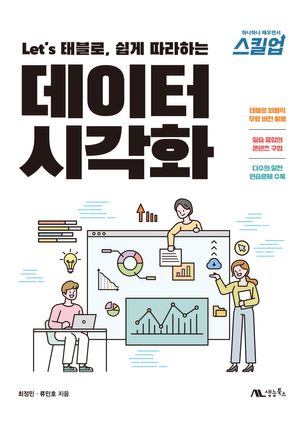 하나하나 배우면서
스킬업
Let's 태블로, 쉽게 따라하는
데이터
시각화
태블로 퍼블릭
무료 버전 활용
실습 중심의
콘텐츠 구성
다수의 실전
연습문제 수록
최정민 · 류민호 지음
생능북스